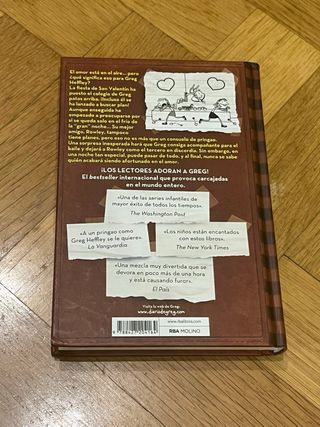 El amor está en el aire... pero
¿qué significa eso para Greg
Heffley?
La fiesta de San Valentín ha
puesto el colegio de Greg
patas arriba. ¡Incluso él se
ha lanzado a buscar plan!
Aunque enseguida ha
empezado a preocuparse por
si se queda solo en el frío de
la "gran" noche... Su mejor
amigo, Rowley, tampoco
tiene planes, pero eso no es más que un consuelo de pringao.
Una sorpresa inesperada hará que Greg consiga acompañante para el
baile y dejará a Rowley como el tercero en discordia. Sin embargo, en
una noche tan especial, puede pasar de todo, y al final, nunca se sabe
quién acabará siendo afortunado en el amor.
¡LOS LECTORES ADORAN A GREG!
El bestseller internacional que provoca carcajadas
en el mundo entero.
«Una de las series infantiles de
mayor éxito de todos los tiempos».
The Washington Post
«A un pringao como
Greg Heffley se le quiere».
La Vanguardia
«Los niños están encantados
con estos libros».
The New York Times
«Una mezcla muy divertida que se
devora en poco más de una hora
y está causando furor».
El País
Visita la web de Greg:
www.diariodegreg.com
www.rbalibros.com
RBA MOLINO
9 788427 204164